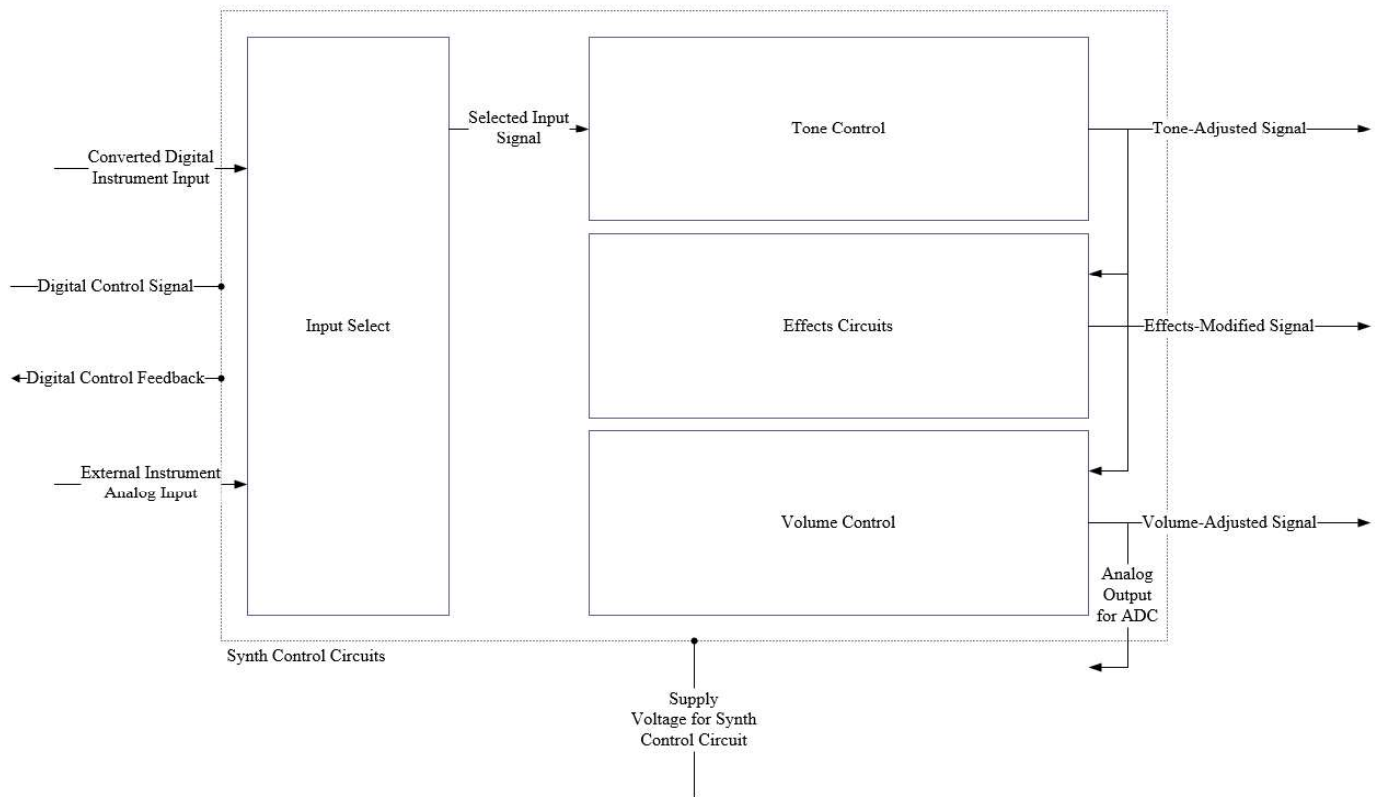 Selected Input
Signal
Tone Control
Tone-Adjusted Signal
Converted Digital
Instrument Input
Digital Control Signal
Input Select
Effects Circuits
Effects-Modified Signal
Digital Control Feedback
External Instrument
Analog Input
Volume Control
Volume-Adjusted Signal
Analog
Output
for ADC
Synth Control Circuits
Supply
Voltage for Synth
Control Circuit